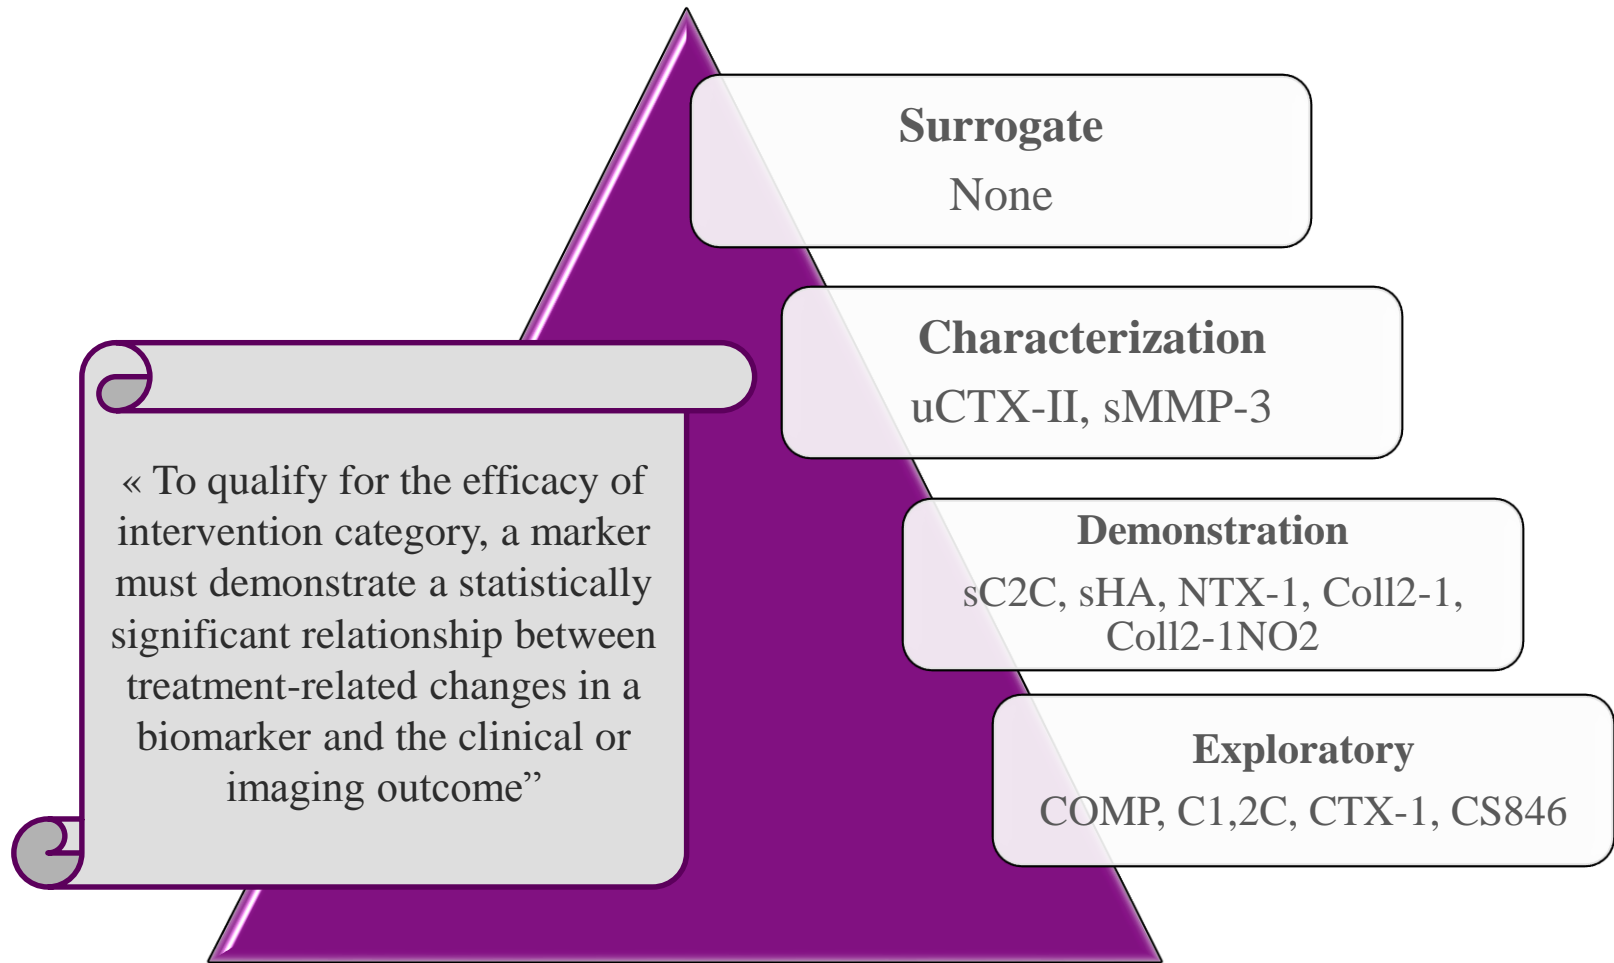 Surrogate
None
Characterization
uCTX-II, sMMP-3
« To qualify for the efficacy of
intervention category, a marker
must demonstrate a statistically
significant relationship between
treatment-related changes in a
biomarker and the clinical or
imaging outcome”
Demonstration
sC2C, sHA, NTX-1, Coll2-1,
Coll2-1NO2
Exploratory
COMP, C1,2C, CTX-1, CS846